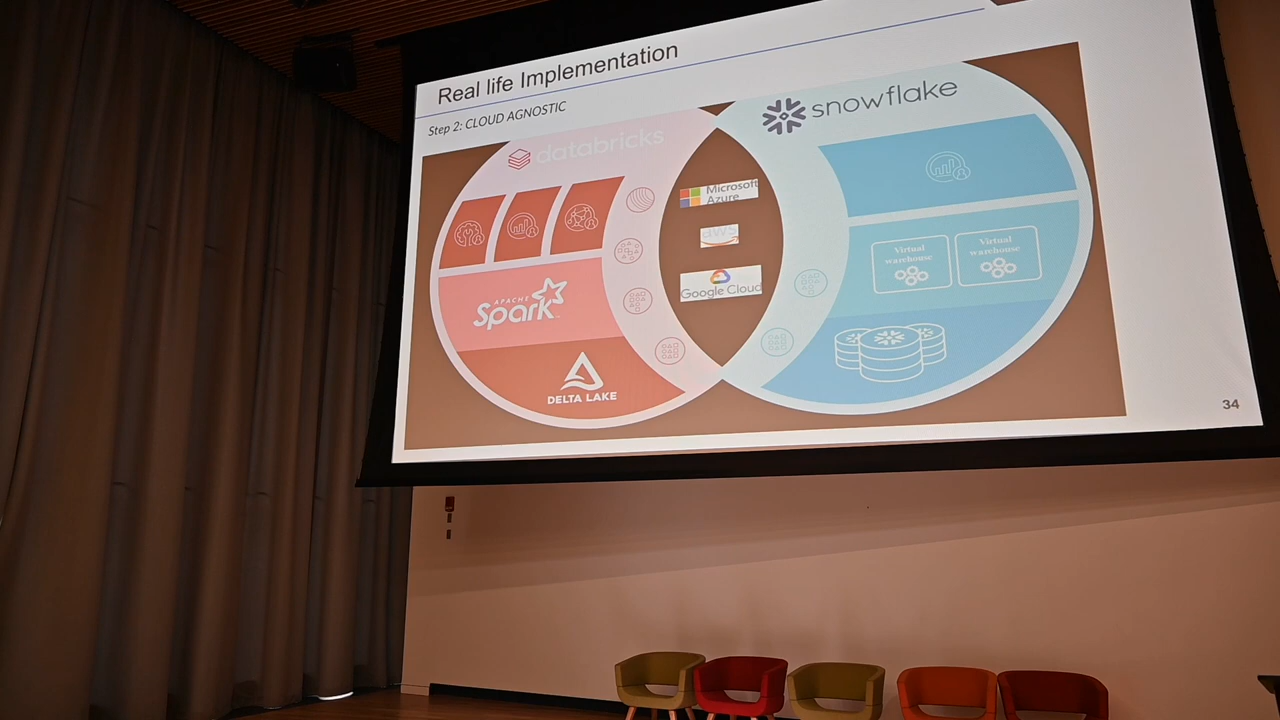 Real life Implementation
Step 2: CLOUD AGNOSTIC
databricks
snowflake
Microsoft
Azure
aws
Google Cloud
Virtual
warehouse
Virtual
warehouse
APACHE
Spark
DELTA LAKE
34